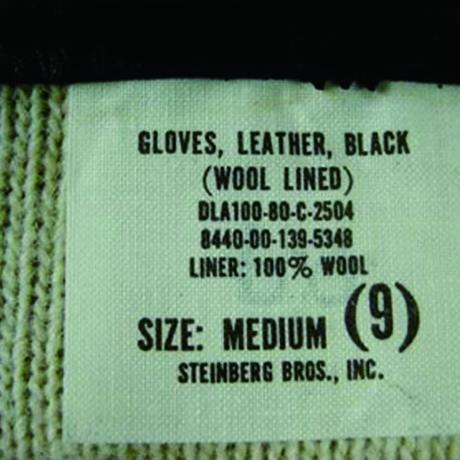 GLOVES, LEATHER, BLACK
(WOOL LINED)
DLA100-80-C-2504
8440-00-139-5348
LINER: 100% WOOL
SIZE: MEDIUM (9)
STEINBERG BROS., INC.